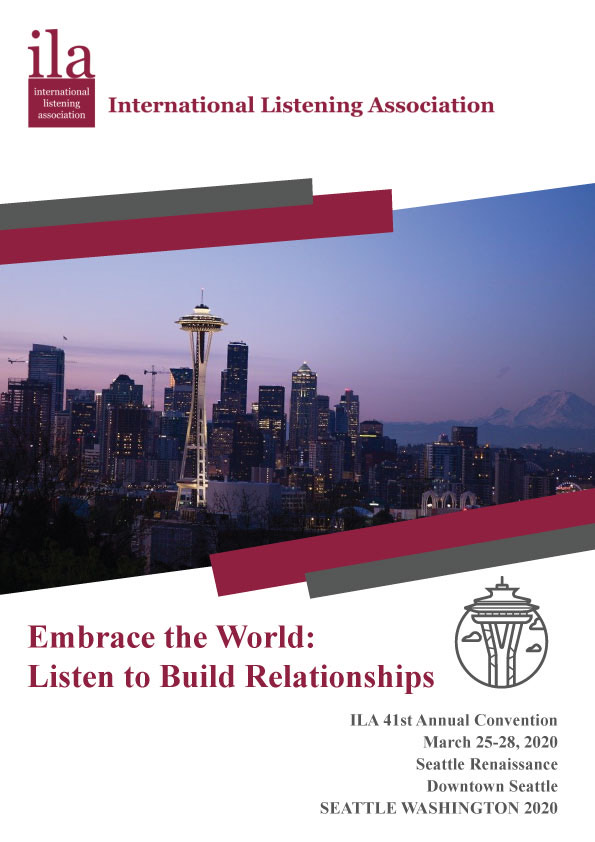 ila
international
listening
association
International Listening Association
Embrace the World:
Listen to Build Relationships
ILA 41st Annual Convention
March 25-28, 2020
Seattle Renaissance
Downtown Seattle
SEATTLE WASHINGTON 2020